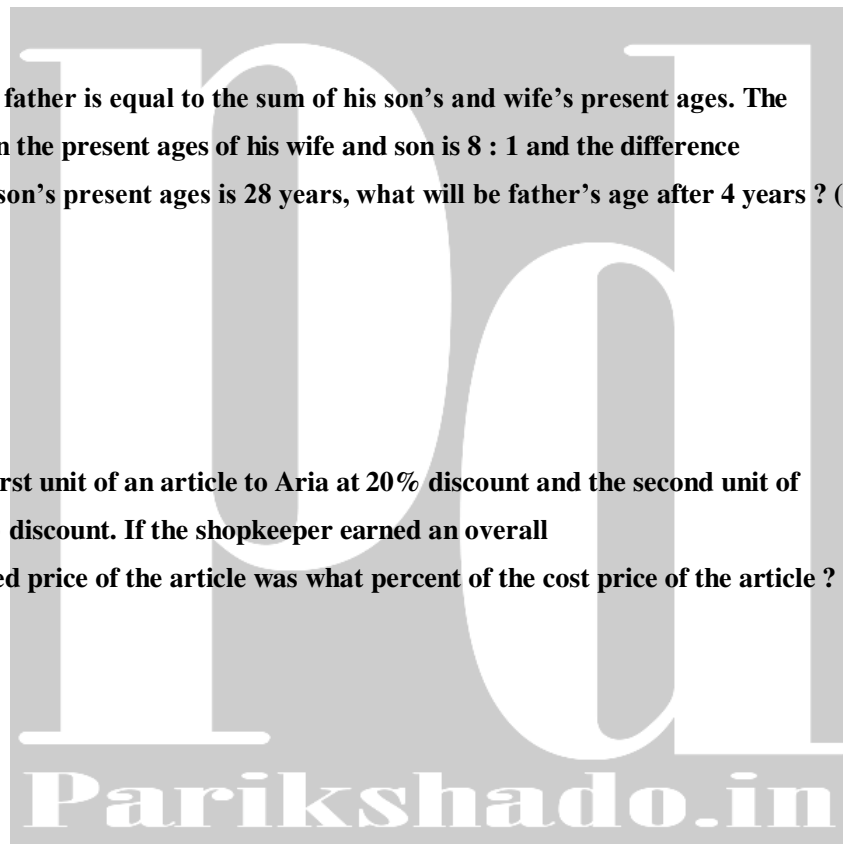 father is equal to the sum of his son’s and wife’s present ages. The
n the present ages of his wife and son is 8 : 1 and the difference
son’s present ages is 28 years, what will be father’s age after 4 years ? (
rst unit of an article to Aria at 20% discount and the second unit of
discount. If the shopkeeper earned an overall
ed price of the article was what percent of the cost price of the article ?
pd
Parikshado.in